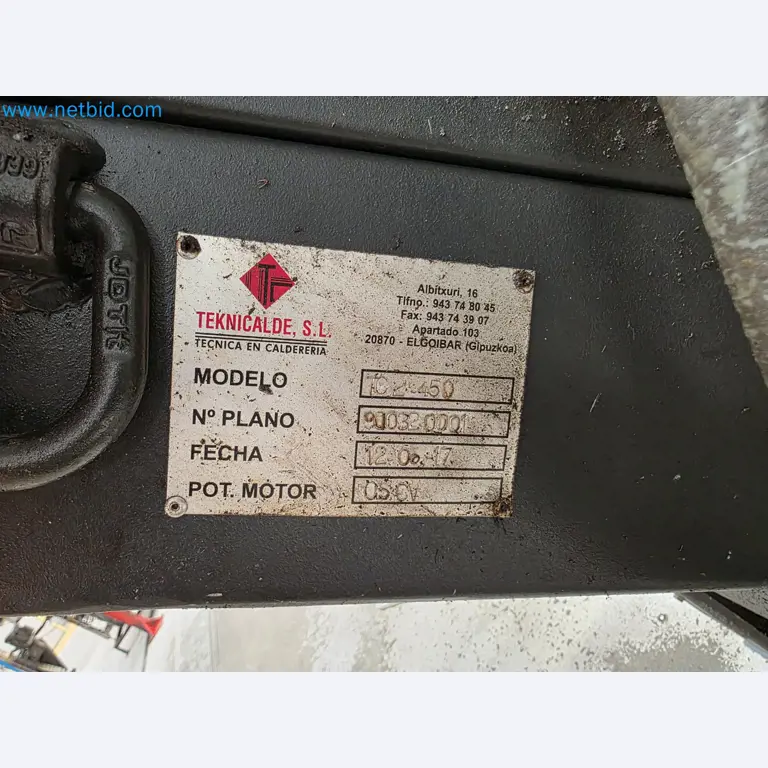 www.netbid.com
JDT
TEKNICALDE, S.L.
TECNICA EN CALDERERIA
Albitxuri, 16
Tlfno.: 943 74 80 45
Fax: 943 74 39 07
Apartado 103
20870 - ELGOIBAR (Gipuzkoa)
MODELO
Nº PLANO
FECHA
POT. MOTOR